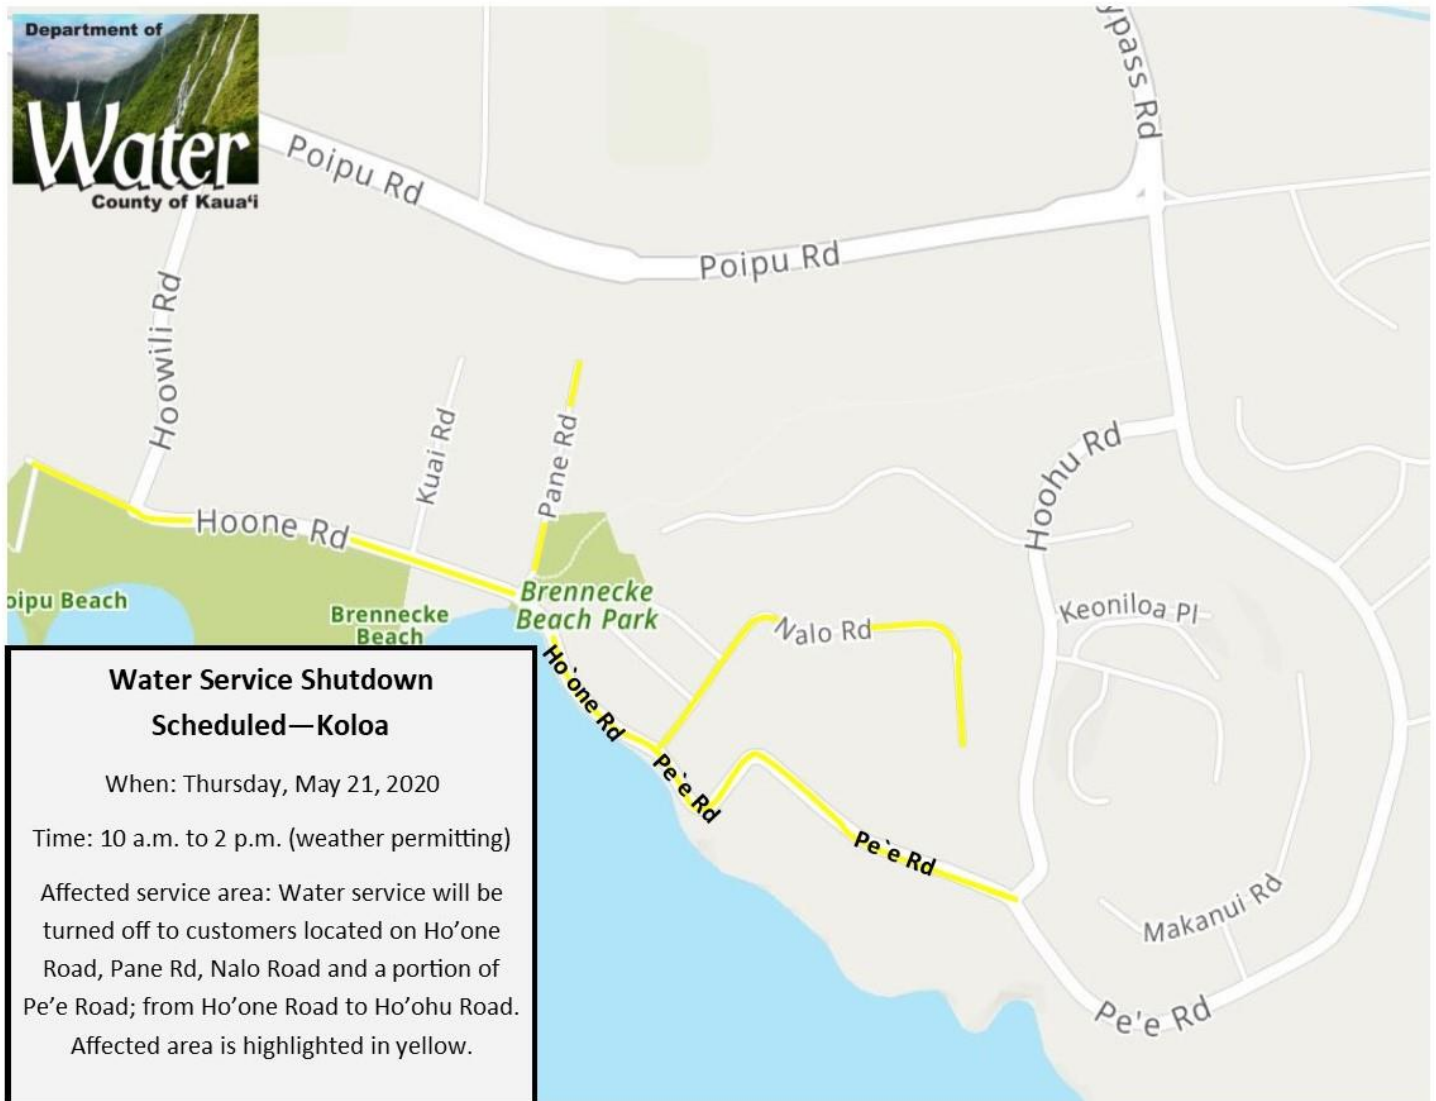 Department of
Water
County of Kauaʻi
ypass Rd
Poipu Rd
Poipu Rd
Hoowili Rd
Kuai Rd
Pane Rd
Hoohu Rd
Hoone Rd
oipu Beach
Brennecke
Beach
Brennecke
Beach Park
Nalo Rd
Keoniloa Pl
Ho`one Rd
Pe`e Rd
Pe`e Rd
Makanui Rd
Pe'e Rd
Water Service Shutdown
Scheduled—Koloa
When: Thursday, May 21, 2020
Time: 10 a.m. to 2 p.m. (weather permitting)
Affected service area: Water service will be
turned off to customers located on Ho’one
Road, Pane Rd, Nalo Road and a portion of
Pe’e Road; from Ho’one Road to Ho’ohu Road.
Affected area is highlighted in yellow.